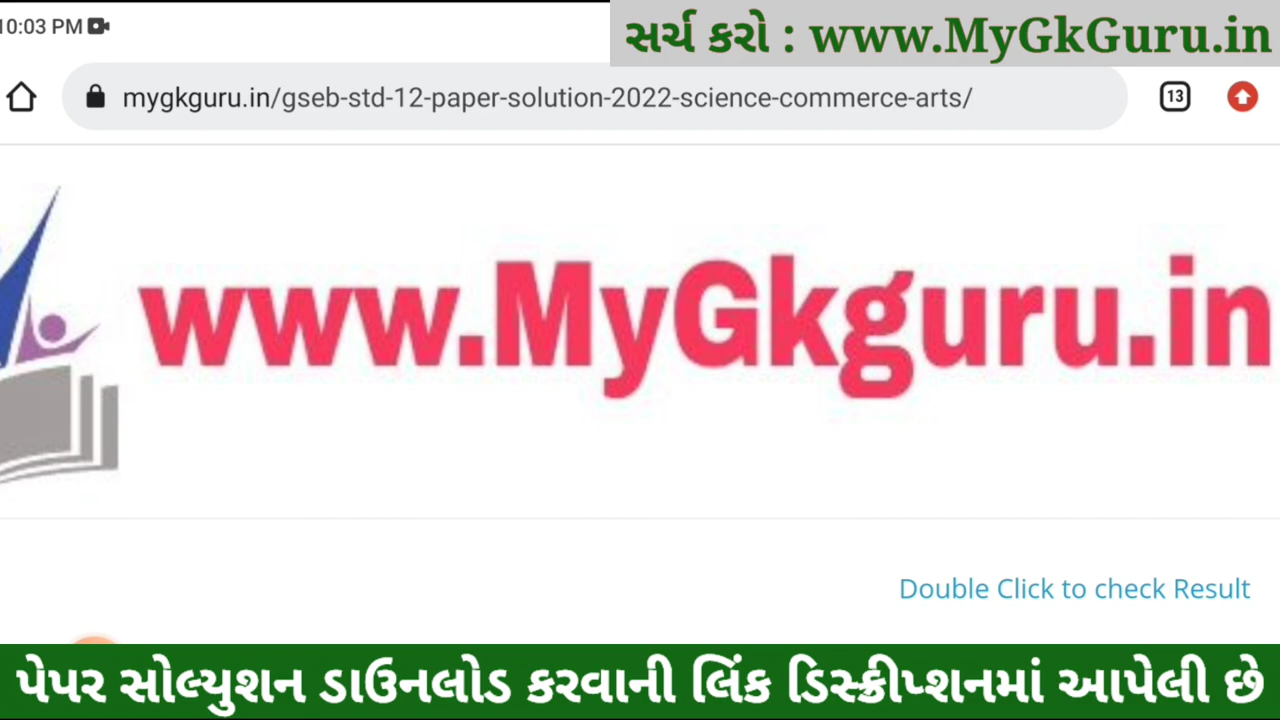 10:03 PM
સર્ચ કરો : www.MyGkGuru.in
mygkguru.in/gseb-std-12-paper-solution-2022-science-commerce-arts/
13
www.MyGkguru.in
Double Click to check Result
પેપર સોલ્યુશન ડાઉનલોડ કરવાની લિંક ડિસ્ક્રીપ્શનમાં આપેલી છે